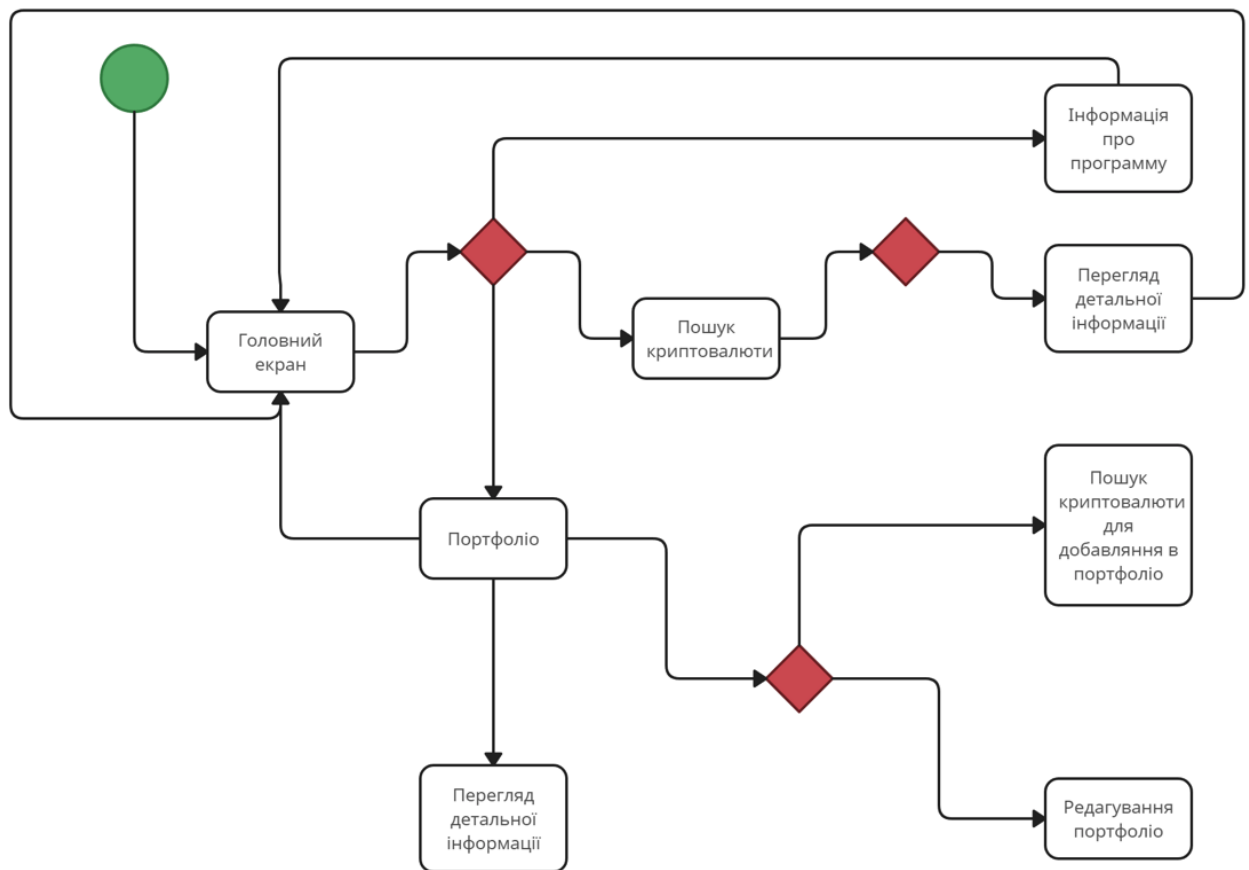 Інформація
про
программу
Перегляд
детальної
інформації
Головний
екран
Пошук
криптовалюти
Пошук
криптовалюти
для
добавляння в
портфоліо
Портфоліо
Перегляд
детальної
інформації
Редагування
портфоліо